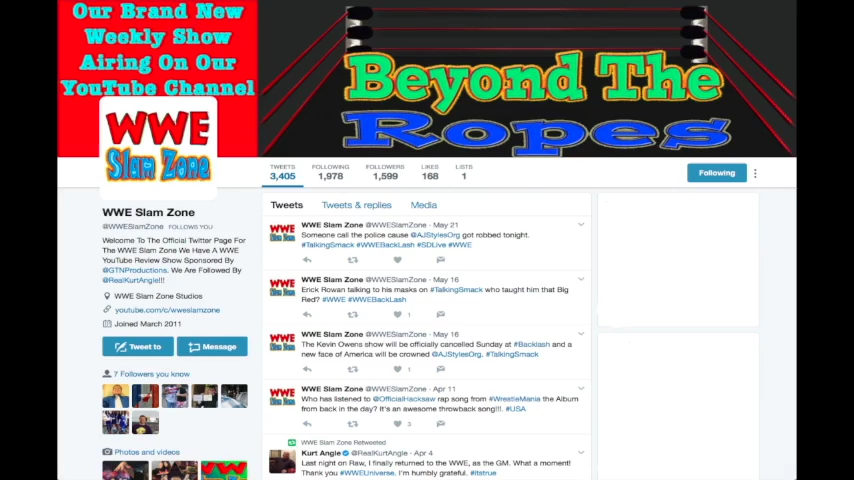 Our Brand New
Weekly Show
Airing On Our
YouTube Channel
Beyond The
Ropes
WWE
Slam Zone
TWEETS
3,405
FOLLOWING
1,978
FOLLOWERS
1,599
LIKES
168
LISTS
1
Following
WWE Slam Zone
@WWESlamZone FOLLOWS YOU
Welcome To The Official Twitter Page For
The WWE Slam Zone We Have A WWE
YouTube Review Show Sponsored By
@GTNProductions. We Are Followed By
@RealKurtAngle!!!
WWE Slam Zone Studios
youtube.com/c/wweslamzone
Joined March 2011
Tweet to
Message
7 Followers you know
Photos and videos
Tweets
Tweets & replies
Media
WWE Slam Zone @WWESlamZone · May 21
Someone call the police cause @AJStylesOrg got robbed tonight.
#TalkingSmack #WWEBackLash #SDLive #WWE
WWE Slam Zone @WWESlamZone · May 16
Erick Rowan talking to his masks on #TalkingSmack who taught him that Big
Red? #WWE #WWEBackLash
1
WWE Slam Zone @WWESlamZone · May 16
The Kevin Owens show will be officially cancelled Sunday at #Backlash and a
new face of America will be crowned @AJStylesOrg. #TalkingSmack
1
WWE Slam Zone @WWESlamZone · Apr 11
Who has listened to @OfficialHacksaw rap song from #WrestleMania the Album
from back in the day? It's an awesome throwback song!!!. #USA
3
WWE Slam Zone Retweeted
Kurt Angle @RealKurtAngle · Apr 4
Last night on Raw, I finally returned to the WWE, as the GM. What a moment!
Thank you #WWEUniverse. I'm humbly grateful. #itstrue